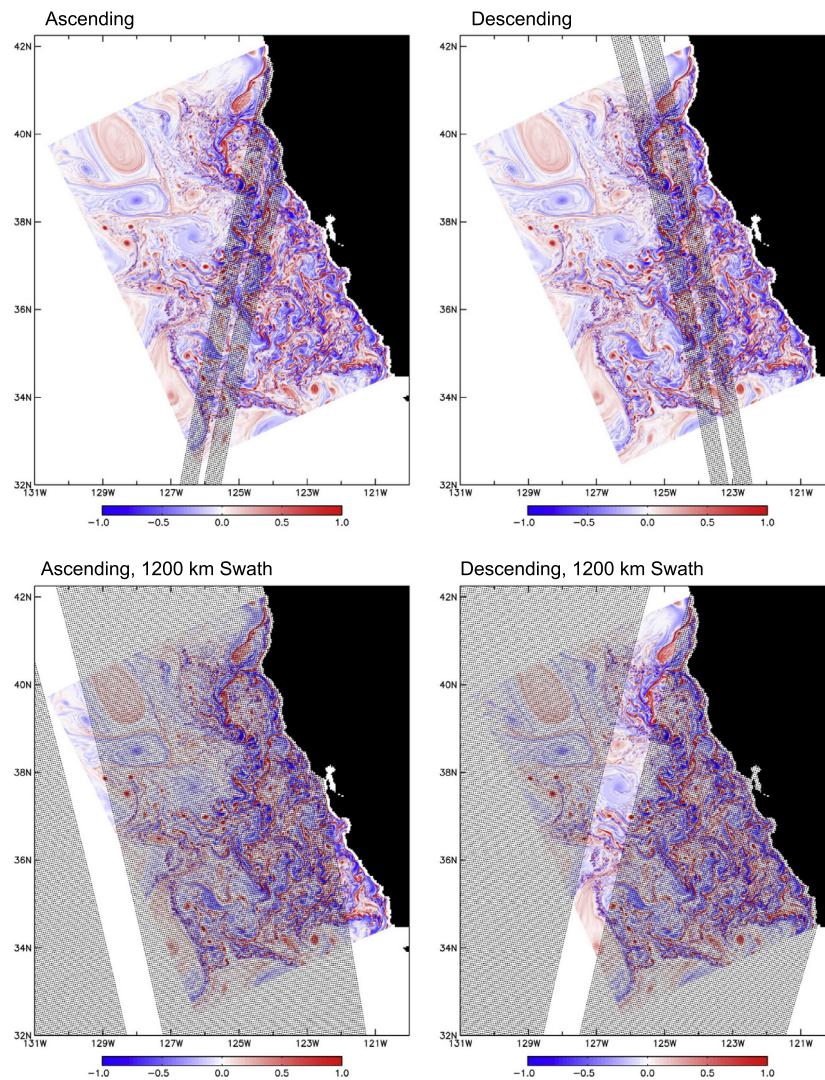 Ascending
Descending
42N
40N
38N
36N
34N
32N
131W 129W 127W 125W 123W 121W
−1.0 −0.5 0.0 0.5 1.0
42N
40N
38N
36N
34N
32N
131W 129W 127W 125W 123W 121W
−1.0 −0.5 0.0 0.5 1.0
Ascending, 1200 km Swath
Descending, 1200 km Swath
42N
40N
38N
36N
34N
32N
131W 129W 127W 125W 123W 121W
−1.0 −0.5 0.0 0.5 1.0
42N
40N
38N
36N
34N
32N
131W 129W 127W 125W 123W 121W
−1.0 −0.5 0.0 0.5 1.0